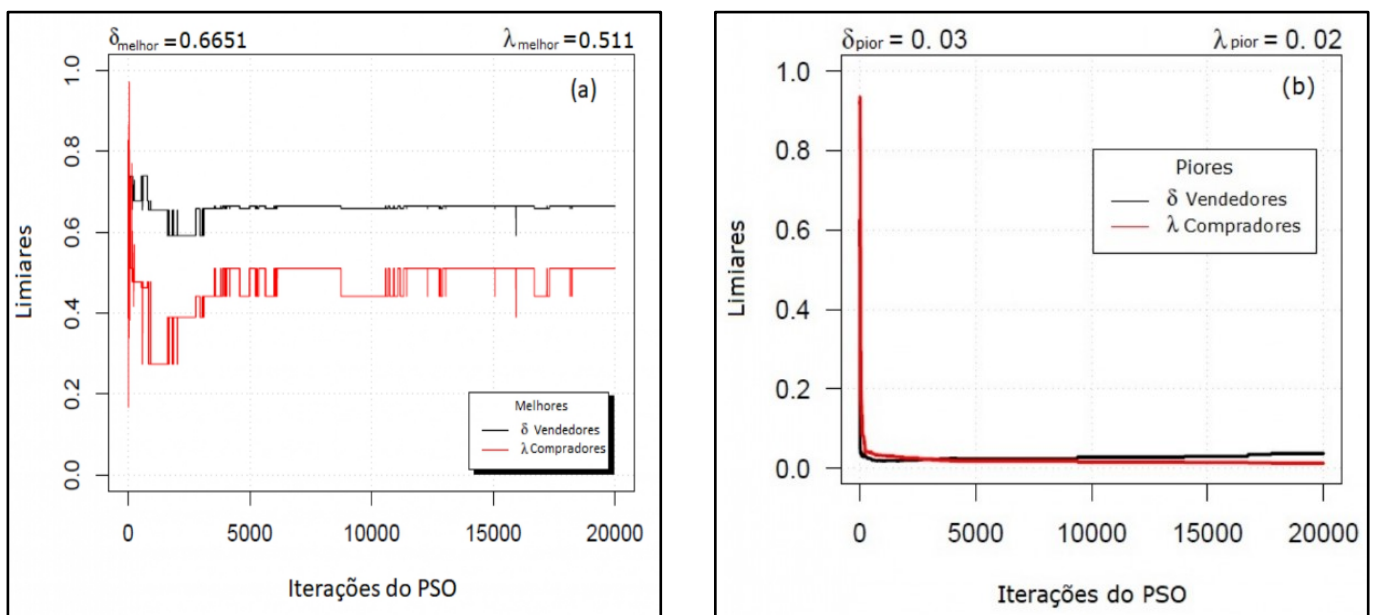 δmelhor =0.6651 λmelhor =0.511
(a)
1.0
0.8
0.6
0.4
0.2
0.0
Limiares
Melhores
δ Vendedores
λ Compradores
0 5000 10000 15000 20000
Iterações do PSO
δpior = 0. 03 λpior = 0. 02
(b)
1.0
0.8
0.6
0.4
0.2
0.0
Limiares
Piores
δ Vendedores
λ Compradores
0 5000 10000 15000 20000
Iterações do PSO